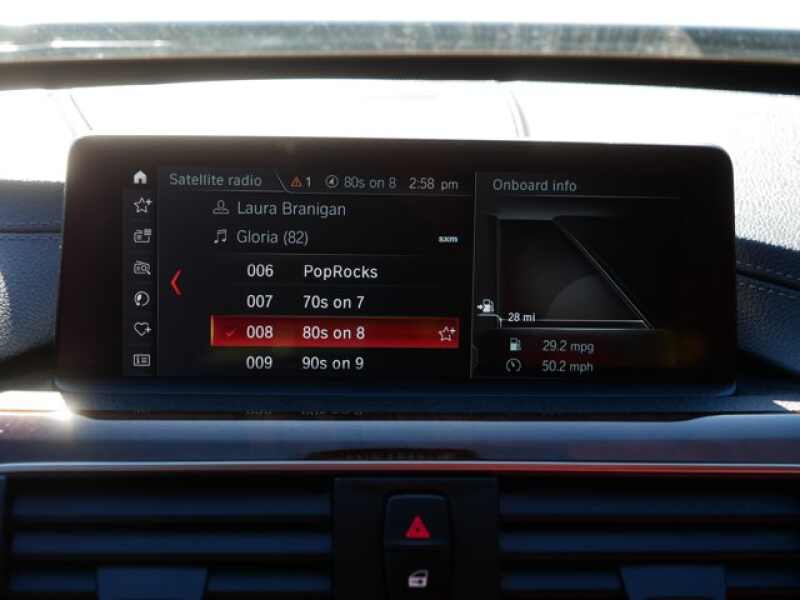 Satellite radio
1 80s on 8 2:58 pm
Onboard info
Laura Branigan
Gloria (82)
sxm
006 PopRocks
007 70s on 7
008 80s on 8
009 90s on 9
28 mi
29.2 mpg
50.2 mph